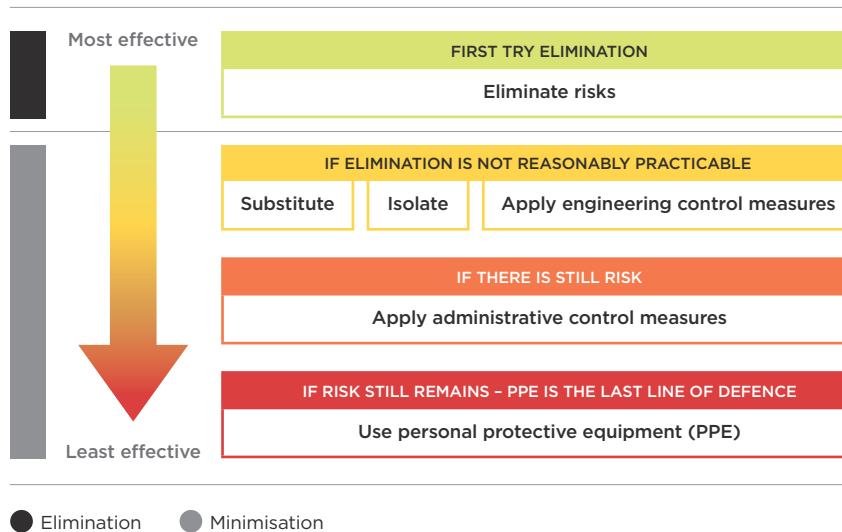 Most effective
FIRST TRY ELIMINATION
Eliminate risks
IF ELIMINATION IS NOT REASONABLY PRACTICABLE
Substitute
Isolate
Apply engineering control measures
IF THERE IS STILL RISK
Apply administrative control measures
IF RISK STILL REMAINS – PPE IS THE LAST LINE OF DEFENCE
Use personal protective equipment (PPE)
Least effective
Elimination
Minimisation